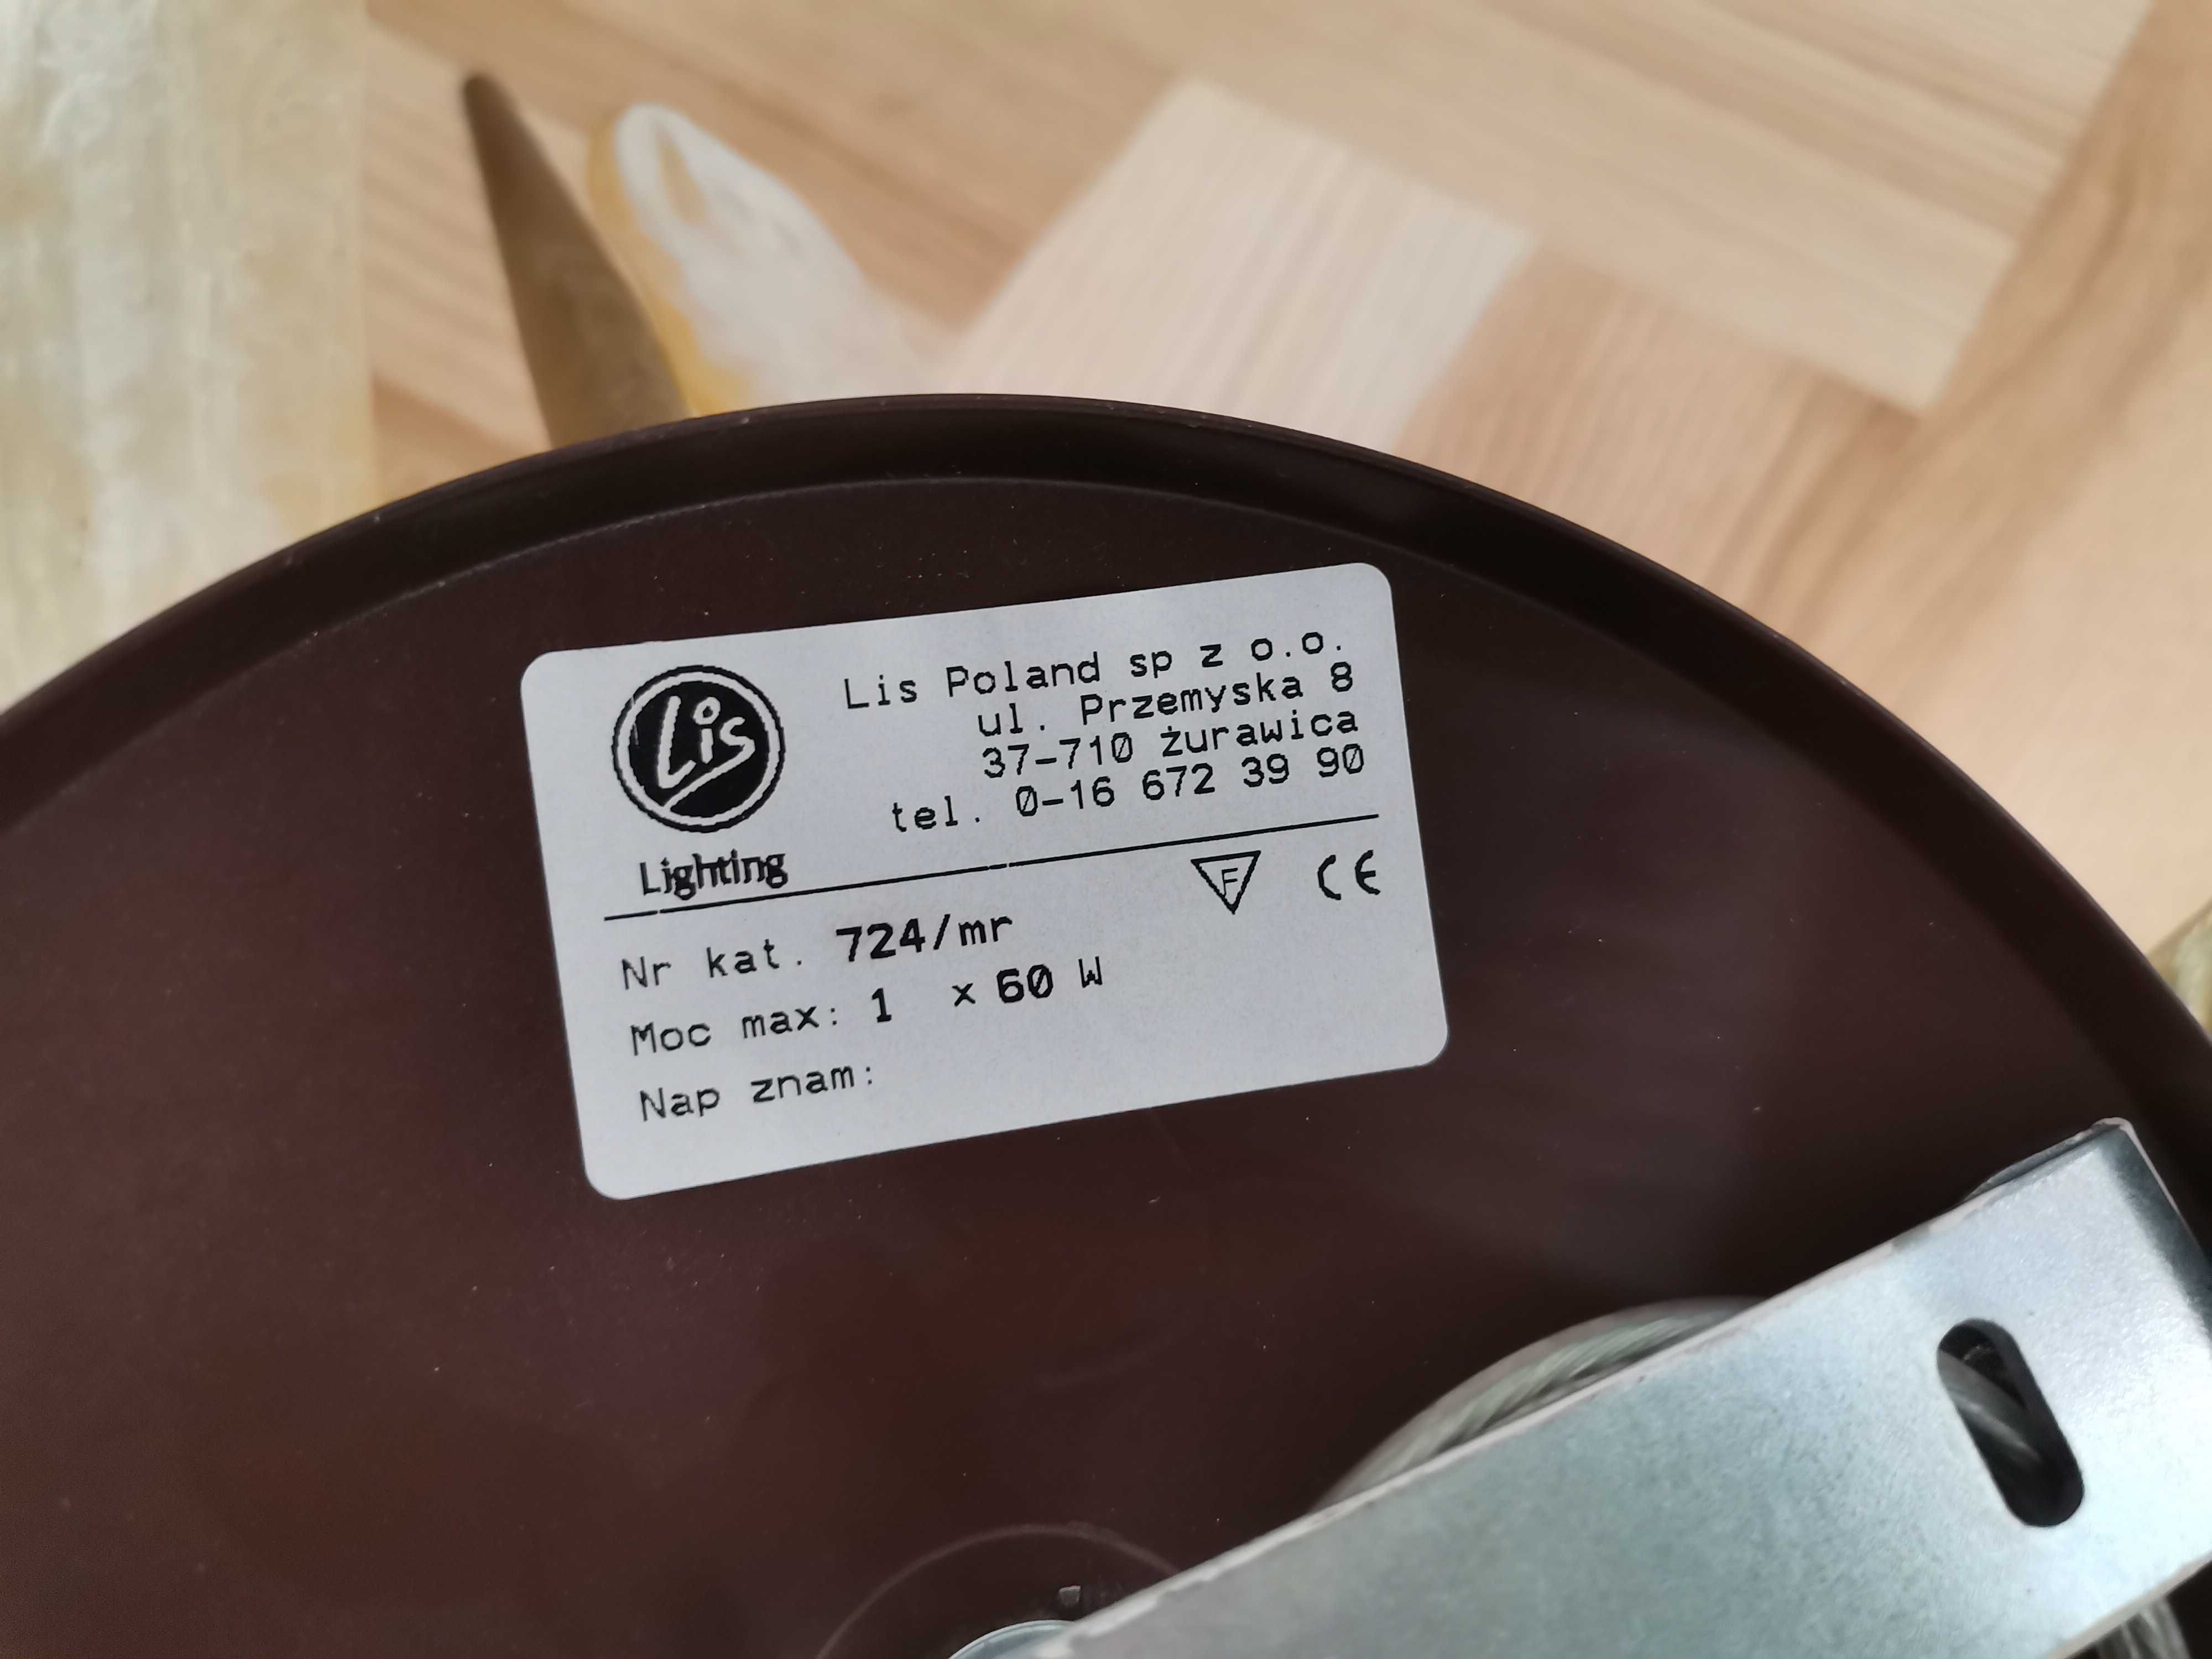 Lis
Lighting
Lis Poland sp z o.o.
ul. Przemyska 8
37-710 żurawica
tel. 0-16 672 39 90
F CE
Nr kat. 724/mr
Moc max: 1 x 60 W
Nap znam: